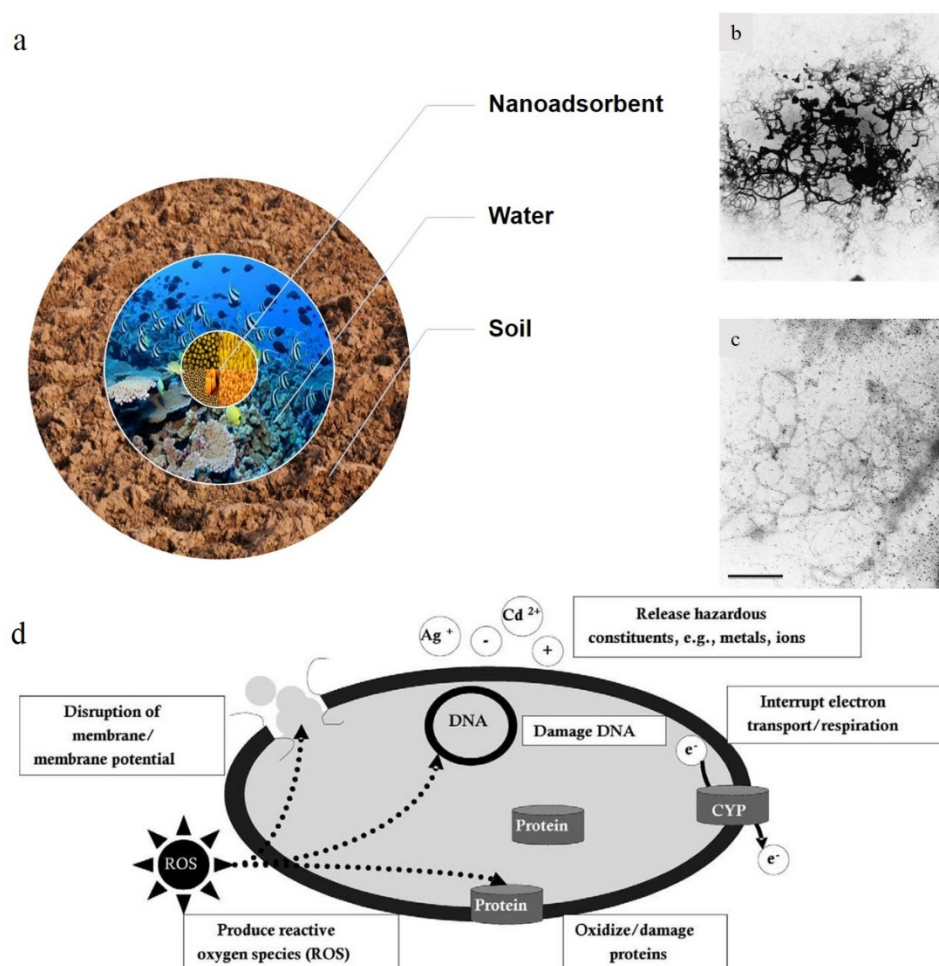 a
b
Nanoadsorbent
Water
Soil
c
d
Ag +
-
Cd 2+
+
Release hazardous
constituents, e.g., metals, ions
Disruption of
membrane/
membrane potential
DNA
Damage DNA
Interrupt electron
transport/respiration
e-
CYP
e-
Protein
ROS
Protein
Produce reactive
oxygen species (ROS)
Oxidize/damage
proteins